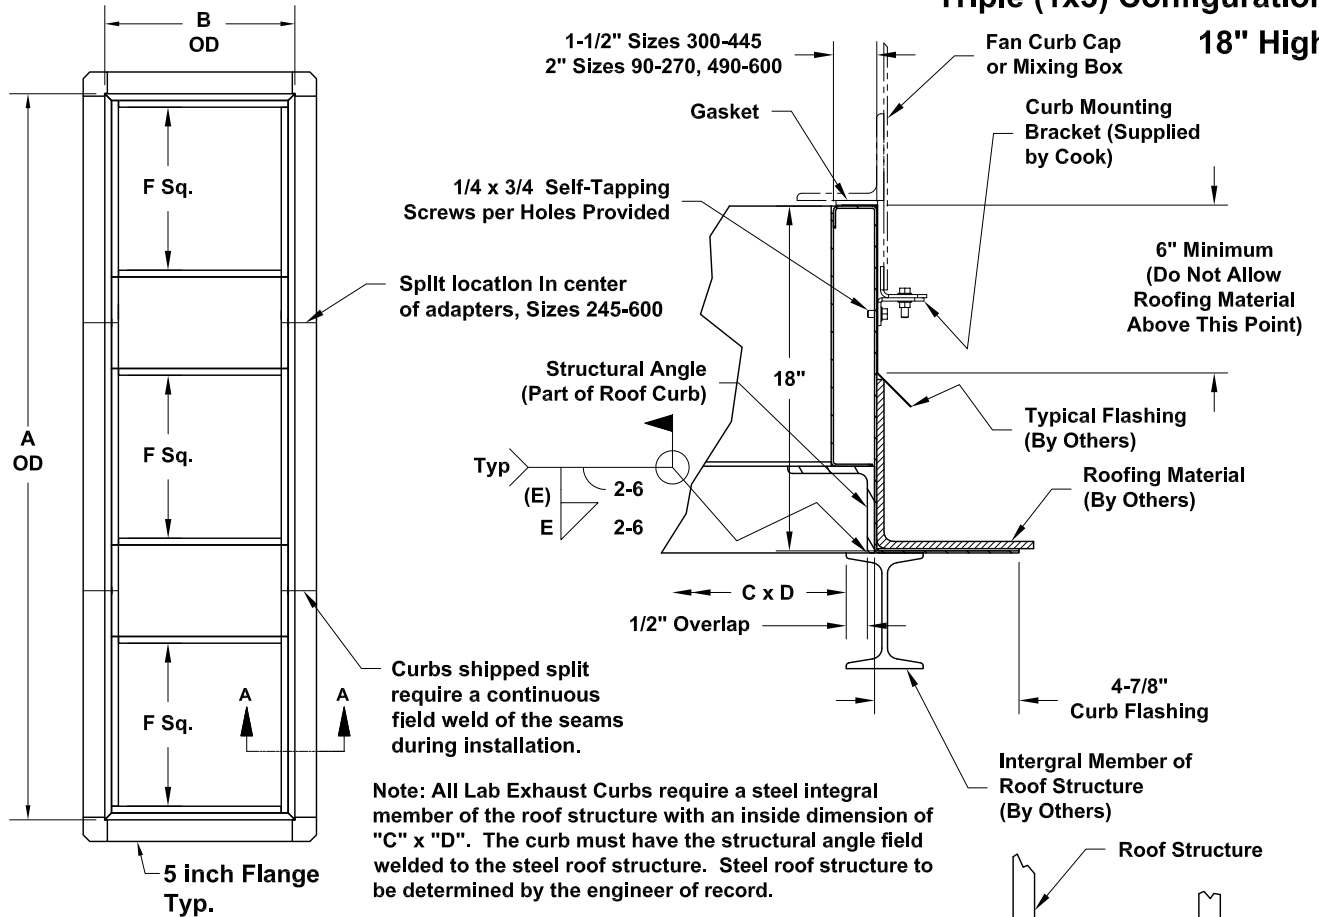 Triple (1x3) Configuration
18" High
B
OD
A
OD
F Sq.
F Sq.
F Sq.
A A
5 inch Flange
Typ.
1-1/2" Sizes 300-445
2" Sizes 90-270, 490-600
Gasket
Fan Curb Cap
or Mixing Box
Curb Mounting
Bracket (Supplied
by Cook)
1/4 x 3/4 Self-Tapping
Screws per Holes Provided
Split location In center
of adapters, Sizes 245-600
6" Minimum
(Do Not Allow
Roofing Material
Above This Point)
Structural Angle
(Part of Roof Curb)
18"
Typical Flashing
(By Others)
Typ
(E) 2-6
E 2-6
Roofing Material
(By Others)
C x D
1/2" Overlap
4-7/8"
Curb Flashing
Curbs shipped split
require a continuous
field weld of the seams
during installation.
Intergral Member of
Roof Structure
(By Others)
Note: All Lab Exhaust Curbs require a steel integral
member of the roof structure with an inside dimension of
"C" x "D". The curb must have the structural angle field
welded to the steel roof structure. Steel roof structure to
be determined by the engineer of record.
Roof Structure